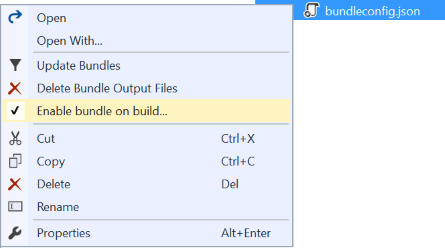 bundleconfig.json
Open
Open With...
Update Bundles
Delete Bundle Output Files
Enable bundle on build...
Cut Ctrl+X
Copy Ctrl+C
Delete Del
Rename
Properties Alt+Enter